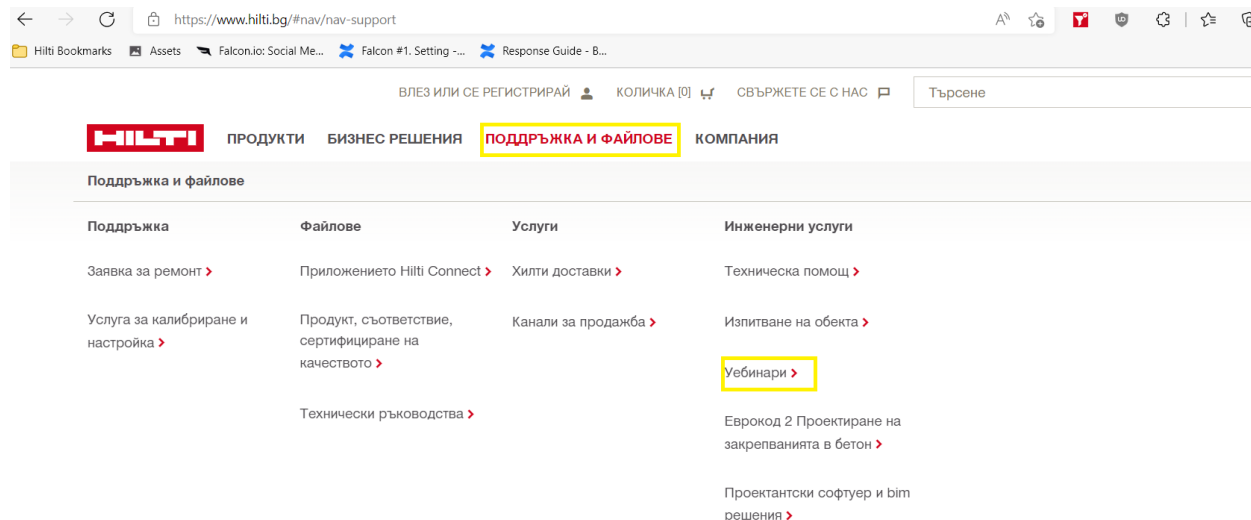 https://www.hilti.bg/#nav/nav-support
Hilti Bookmarks Assets Falcon.io: Social Me... Falcon #1. Setting -... Response Guide - B...
ВЛЕЗ ИЛИ СЕ РЕГИСТРИРАЙ КОЛИЧКА [0] СВЪРЖЕТЕ СЕ С НАС Търсене
HILTI ПРОДУКТИ БИЗНЕС РЕШЕНИЯ ПОДДРЪЖКА И ФАЙЛОВЕ КОМПАНИЯ
Поддръжка и файлове
Поддръжка
Заявка за ремонт
Услуга за калибриране и
настройка
Файлове
Приложението Hilti Connect
Продукт, съответствие,
сертифициране на
качеството
Технически ръководства
Услуги
Хилти доставки
Канали за продажба
Инженерни услуги
Техническа помощ
Изпитване на обекта
Уебинари
Еврокод 2 Проектиране на
закрепванията в бетон
Проектантски софтуер и bim
решения